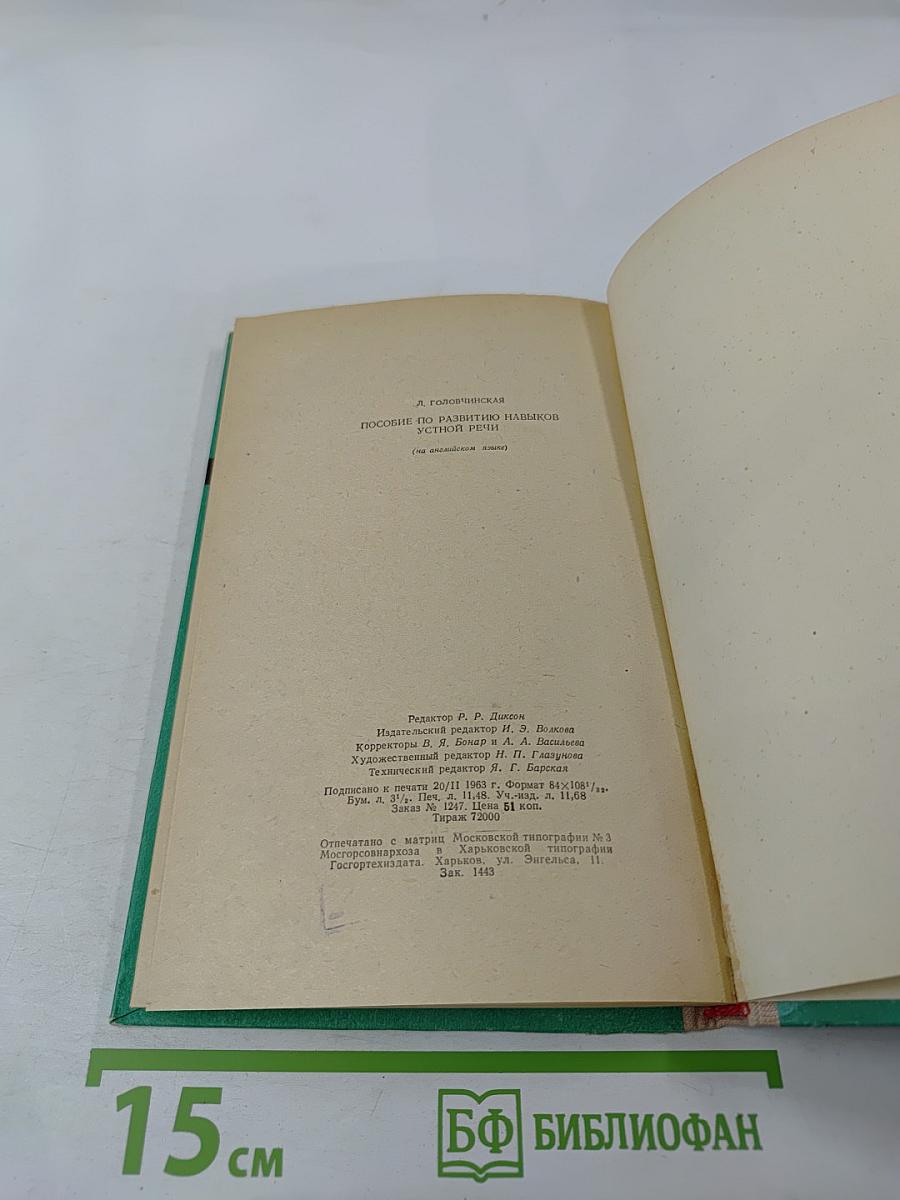 Л. ГОЛОВЧИНСКАЯ
ПОСОБИЕ ПО РАЗВИТИЮ НАВЫКОВ
УСТНОЙ РЕЧИ
(на английском языке)
Редактор Р. Р. Диксон
Издательский редактор И. Э. Волкова
Корректоры В. Я. Бонар и А. А. Васильева
Художественный редактор Н. П. Глазунова
Технический редактор Я. Г. Барская
Подписано к печати 20/II 1963 г. Формат 84×108¹/₃₂.
Бум. л. 3¹/₂. Печ. л. 11,48. Уч.-изд. л. 11,68
Заказ № 1247. Цена 51 коп.
Тираж 72000
Отпечатано с матриц Московской типографии № 3
Мосгорсовнархоза в Харьковской типографии
Госгортехиздата. Харьков, ул. Энгельса, 11.
Зак. 1443
15 см
БФ БИБЛИОФАН